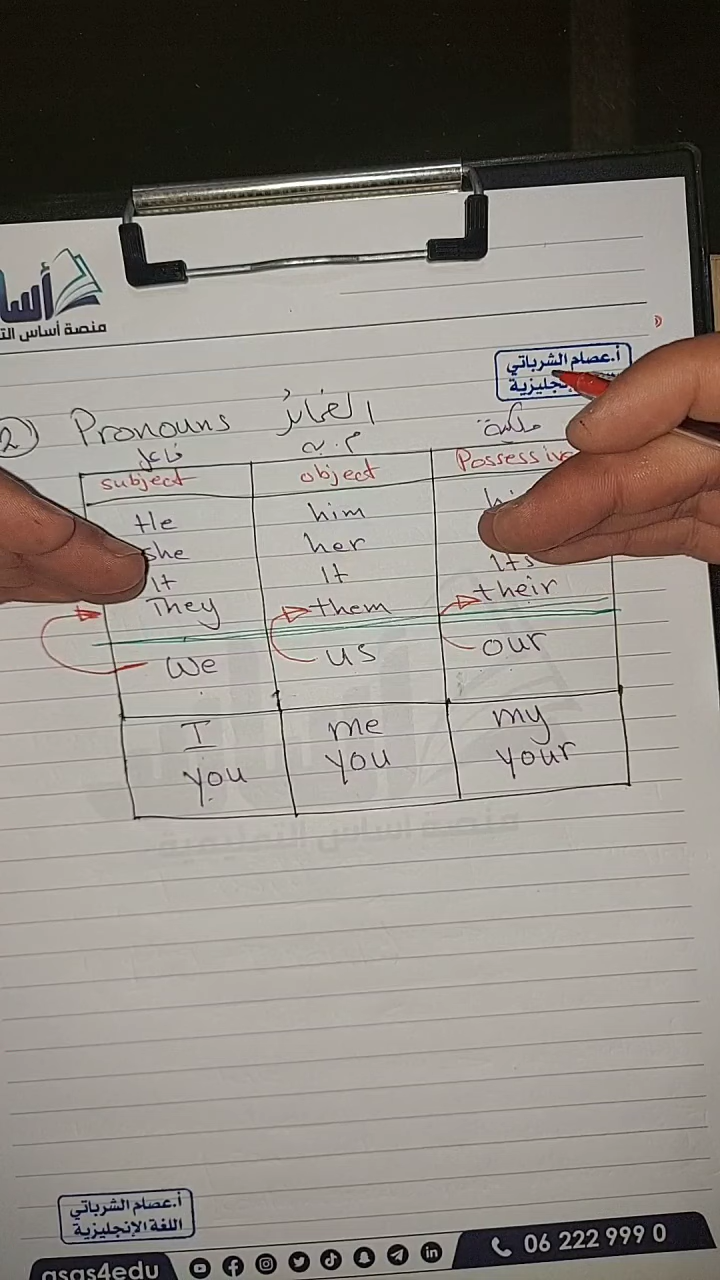 منصة أساس الت
أ.عصام الشرباتي
2) Pronouns الضمائر
فاعل م. به ملكية
subject object Possessive
He him hi
she her
It It Its
They them their
we us our
I me my
you you your
أ.عصام الشرباتي
اللغة الإنجليزية
asas4edu 06 222 999 0